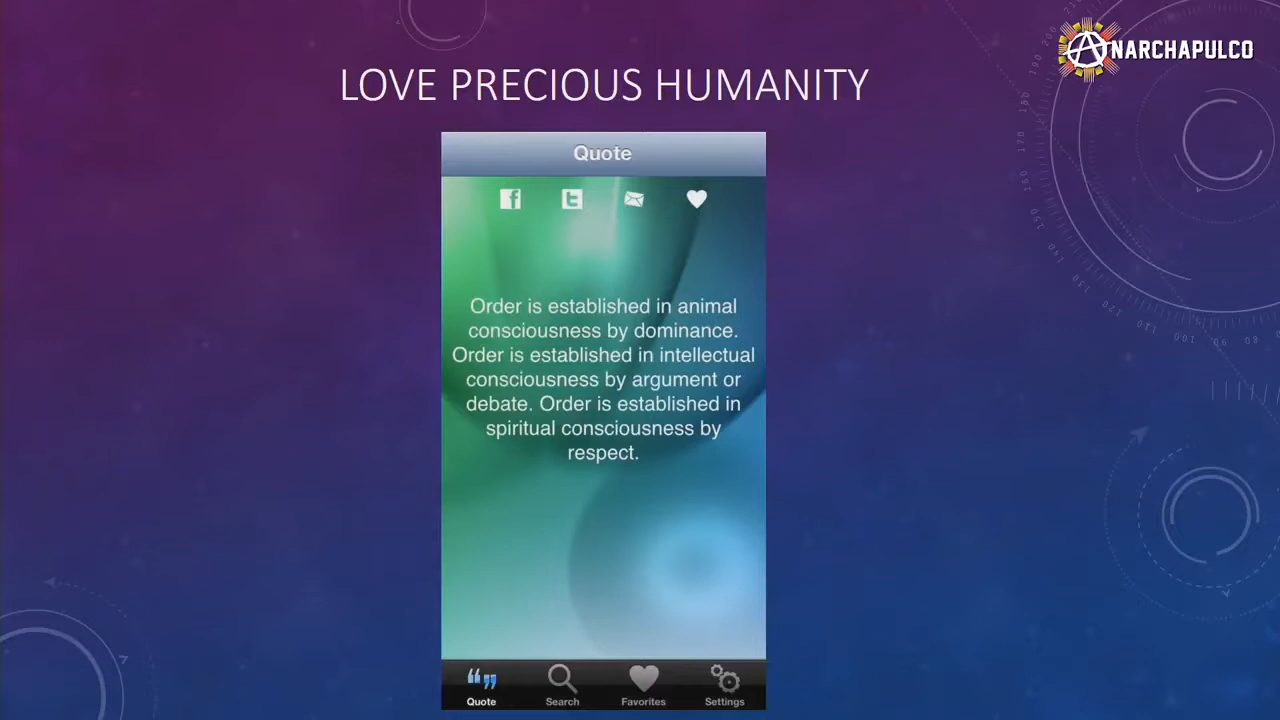 NARCHAPULCO
LOVE PRECIOUS HUMANITY
Quote
Order is established in animal
consciousness by dominance.
Order is established in intellectual
consciousness by argument or
debate. Order is established in
spiritual consciousness by
respect.
Quote
Search
Favorites
Settings